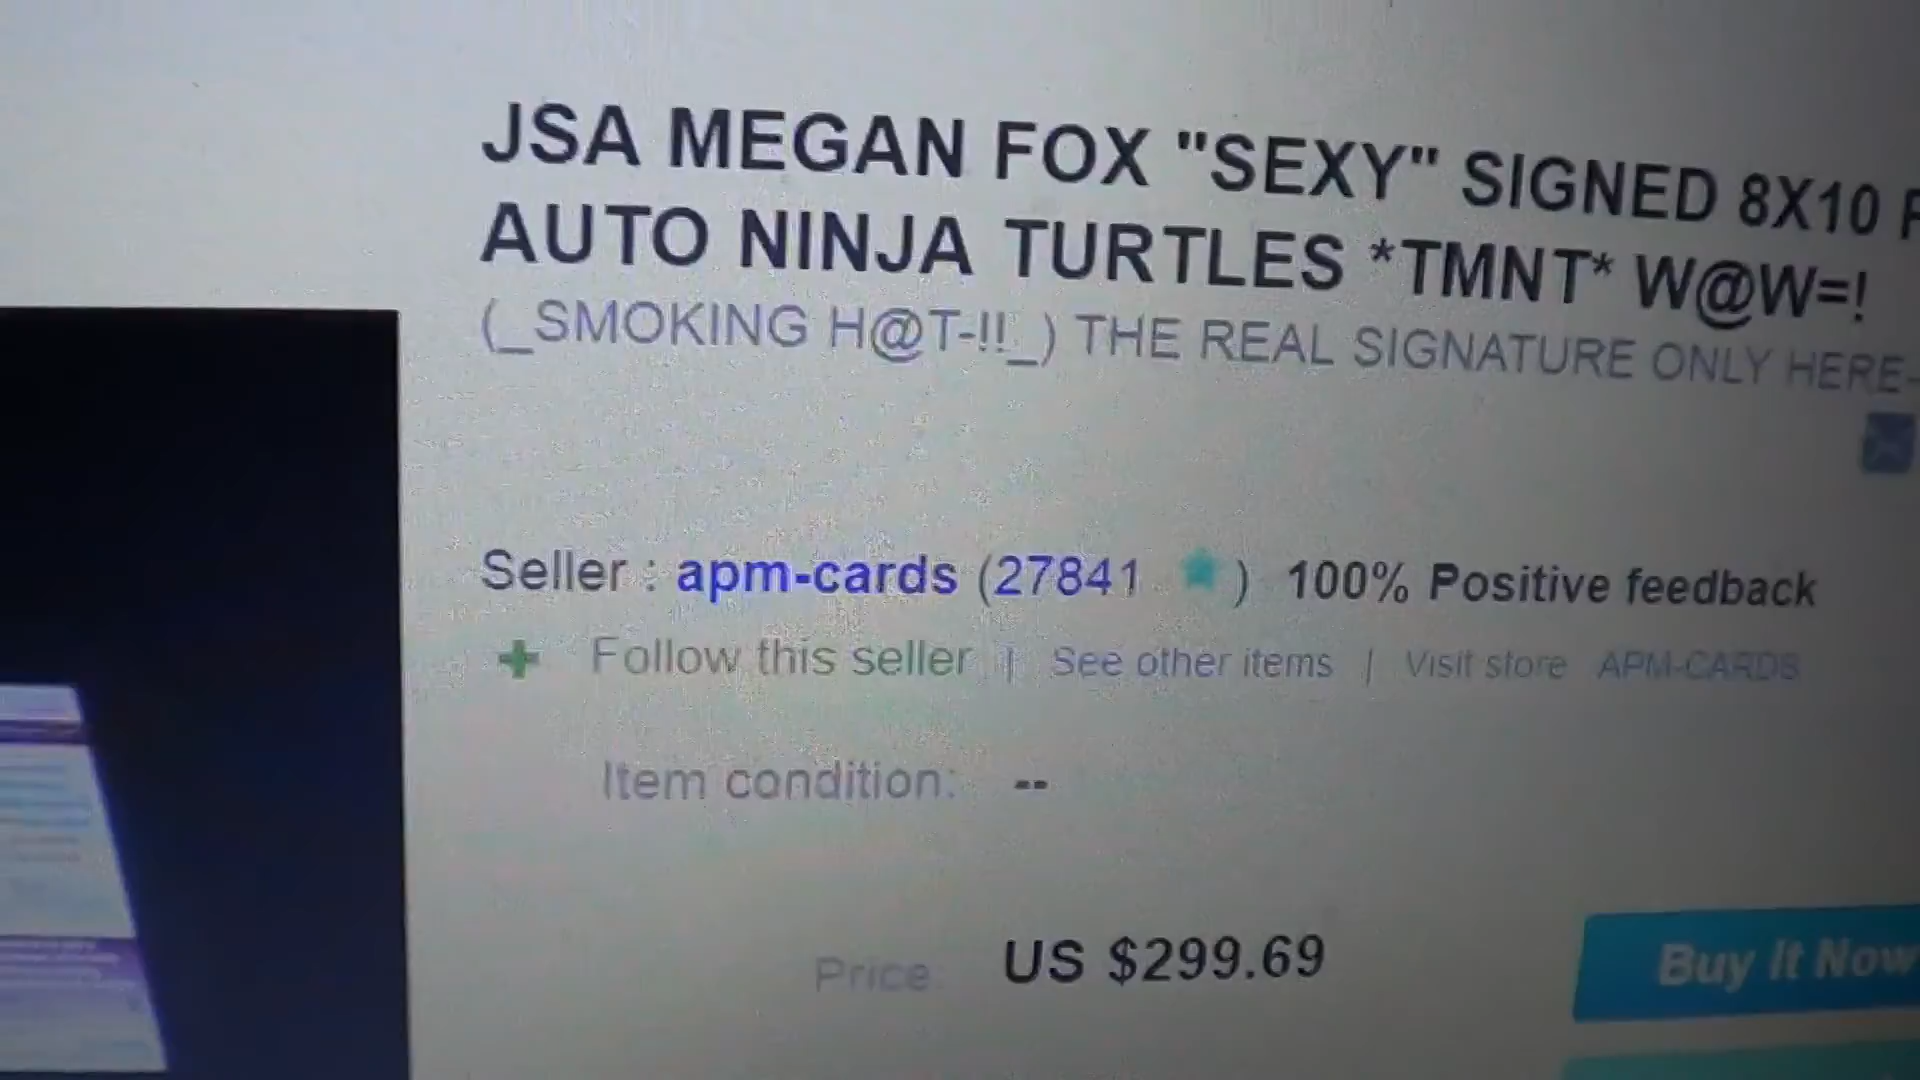 JSA MEGAN FOX "SEXY" SIGNED 8X10
AUTO NINJA TURTLES *TMNT* W@W=!
(_SMOKING H@T-!!_) THE REAL SIGNATURE ONLY HERE-
Seller : apm-cards (27841 ) 100% Positive feedback
+ Follow this seller | See other items | Visit store APM-CARDS
Item condition: --
Price: US $299.69
Buy It Now